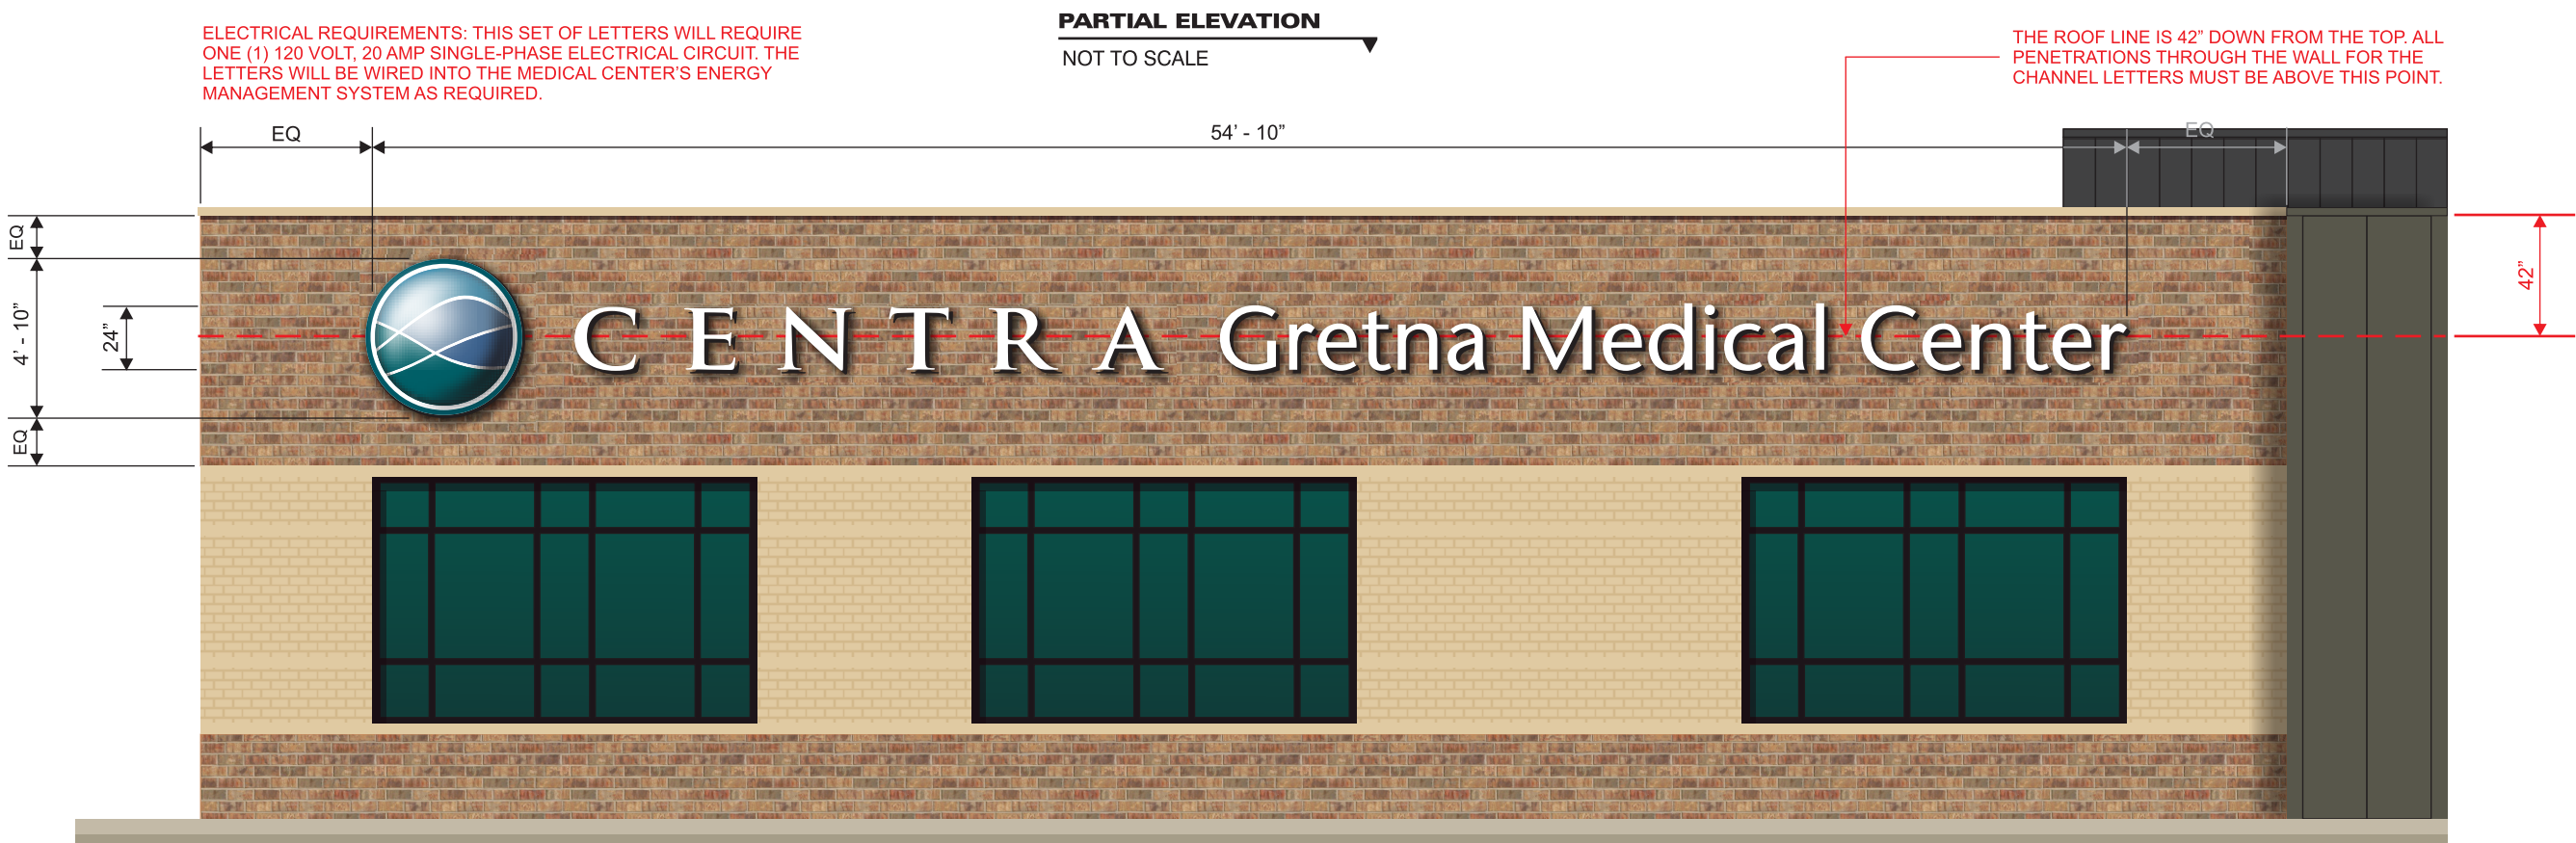 PARTIAL ELEVATION
NOT TO SCALE
ELECTRICAL REQUIREMENTS: THIS SET OF LETTERS WILL REQUIRE
ONE (1) 120 VOLT, 20 AMP SINGLE-PHASE ELECTRICAL CIRCUIT. THE
LETTERS WILL BE WIRED INTO THE MEDICAL CENTER’S ENERGY
MANAGEMENT SYSTEM AS REQUIRED.
THE ROOF LINE IS 42” DOWN FROM THE TOP. ALL
PENETRATIONS THROUGH THE WALL FOR THE
CHANNEL LETTERS MUST BE ABOVE THIS POINT.
EQ
54’ - 10”
EQ
EQ
4’ - 10”
24”
EQ
42”
CENTRA Gretna Medical Center